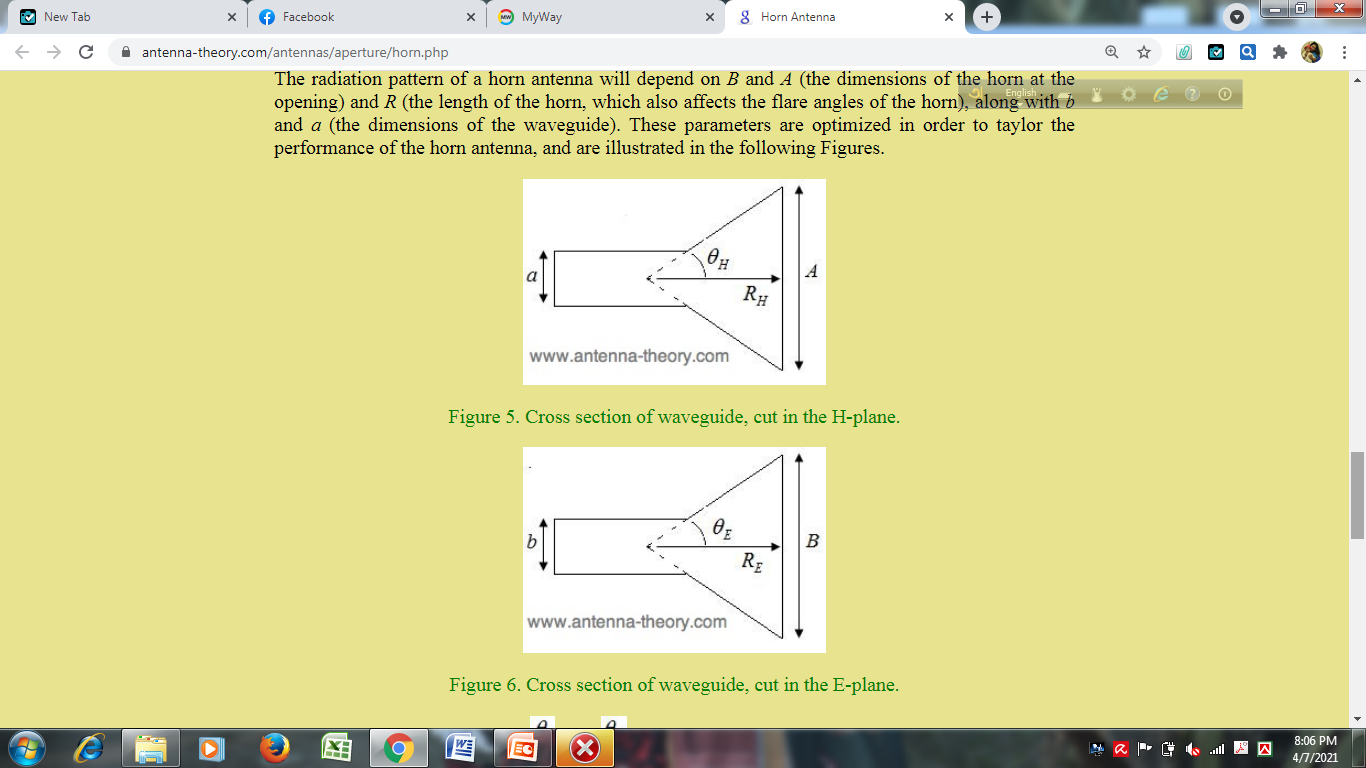 New Tab
Facebook
MyWay
Horn Antenna
antenna-theory.com/antennas/aperture/horn.php
The radiation pattern of a horn antenna will depend on B and A (the dimensions of the horn at the
opening) and R (the length of the horn, which also affects the flare angles of the horn), along with b
and a (the dimensions of the waveguide). These parameters are optimized in order to taylor the
performance of the horn antenna, and are illustrated in the following Figures.
English
a
θH
RH
A
www.antenna-theory.com
Figure 5. Cross section of waveguide, cut in the H-plane.
b
θE
RE
B
www.antenna-theory.com
Figure 6. Cross section of waveguide, cut in the E-plane.
8:06 PM
4/7/2021